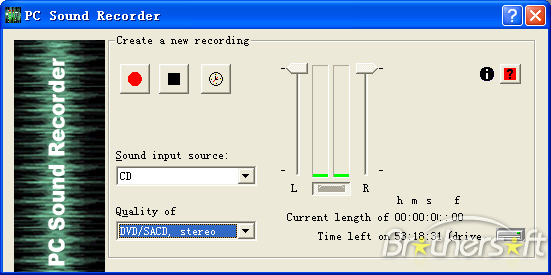 PC Sound Recorder
PC Sound Recorder
Create a new recording
Sound input source:
CD
Quality of
DVD/SACD, stereo
L
R
h m s f
Current length of 00:00:00:00
Time left on 53:18:31 (drive
Brothersoft